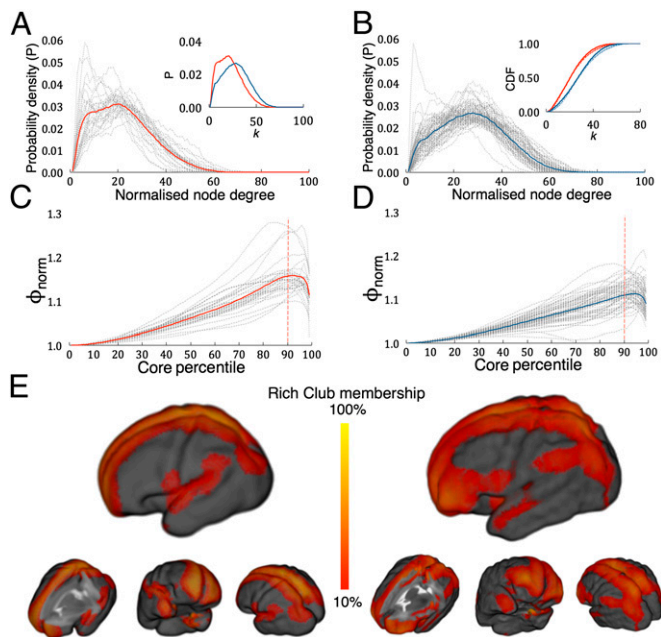 A
Probability density (P)
0.06
0.05
0.04
0.03
0.02
0.01
0.00
0
20
40
60
80
100
Normalised node degree
P
0.04
0.00
0
50
100
k
B
Probability density (P)
0.06
0.05
0.04
0.03
0.02
0.01
0.00
0
20
40
60
80
100
Normalised node degree
CDF
1.00
0.50
0.00
0
40
80
k
C
ϕnorm
1.3
1.2
1.1
1.0
0 10 20 30 40 50 60 70 80 90 100
Core percentile
D
ϕnorm
1.3
1.2
1.1
1.0
0 10 20 30 40 50 60 70 80 90 100
Core percentile
E
Rich Club membership
100%
10%